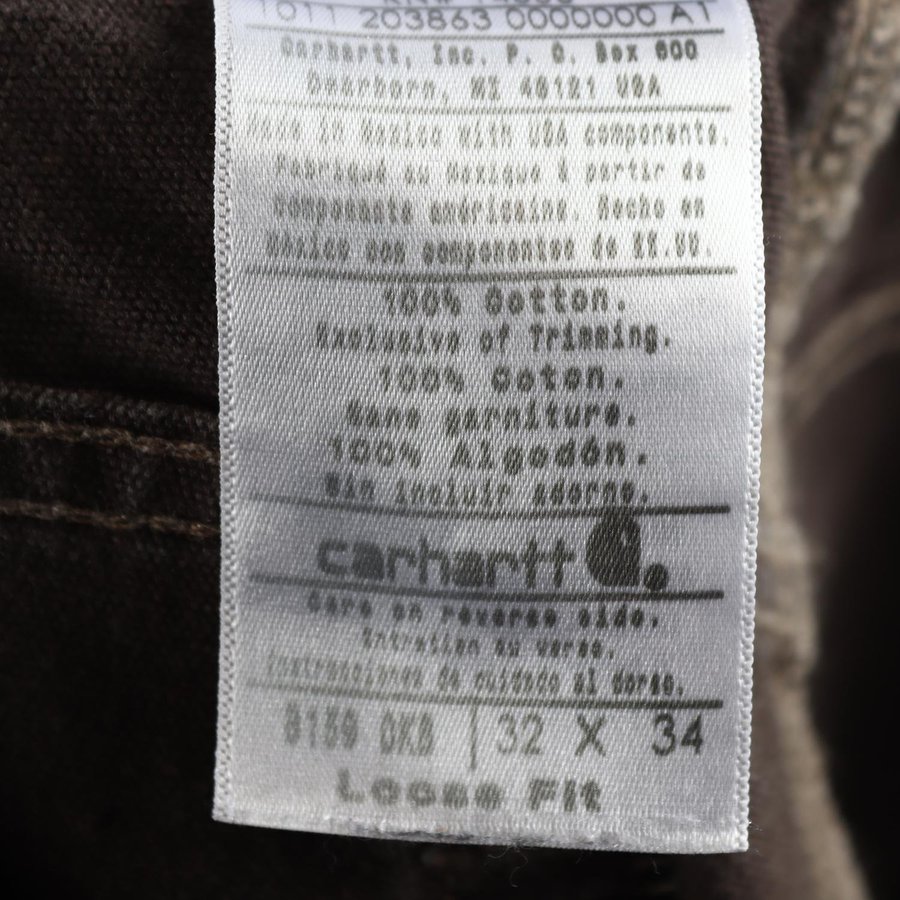 1011 203863 0000000 A1
Carhartt, Inc. P. O. Box 600
Dearborn, MI 48121 USA
Made in Mexico with USA components.
Fabriqué au Mexique à partir de
composants américains. Hecho en
México con componentes de EE.UU.
100% Cotton.
Exclusive of Trimming.
100% Coton.
Sans garniture.
100% Algodón.
Sin incluir adorno.
carhartt
Care on reverse side.
Entretien au verso.
Instrucciones de cuidado al dorso.
DKB 32 X 34
Loose Fit